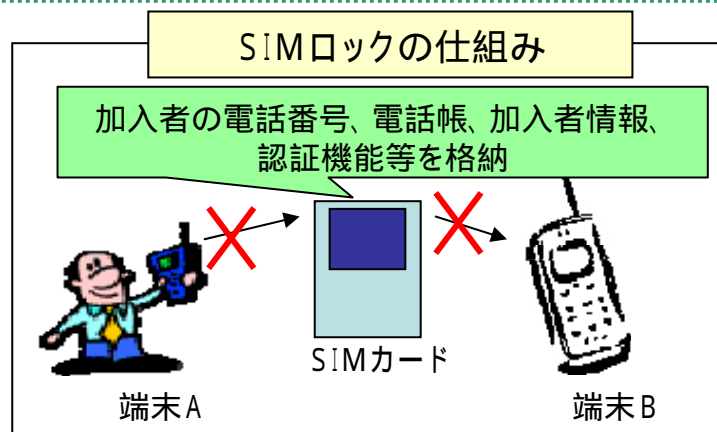 SIMロックの仕組み
加入者の電話番号、電話帳、加入者情報、
認証機能等を格納
SIMカード
端末A
端末B